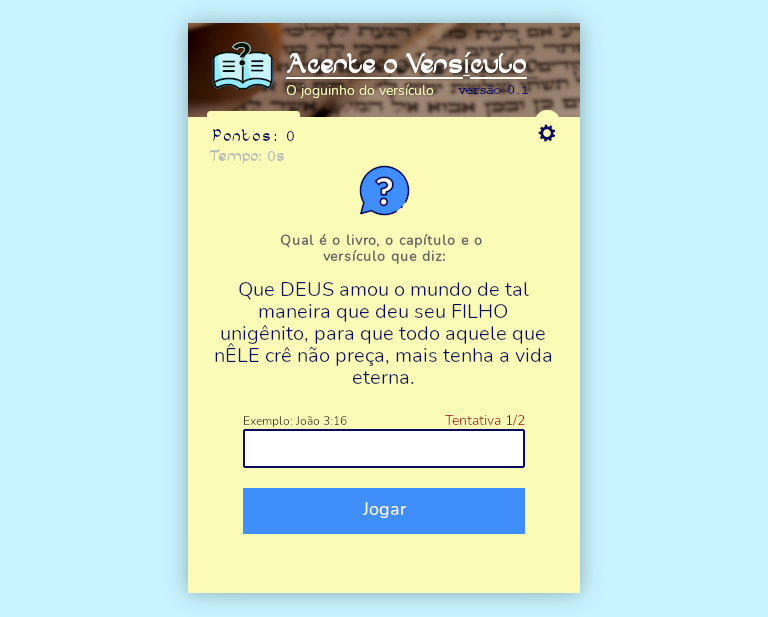 Acerte o Versículo
O joguinho do versículo versão 0.1
Pontos: 0
Tempo: 0s
Qual é o livro, o capítulo e o
versículo que diz:
Que DEUS amou o mundo de tal
maneira que deu seu FILHO
unigênito, para que todo aquele que
nÊLE crê não preça, mais tenha a vida
eterna.
Exemplo: João 3:16 Tentativa 1/2
Jogar